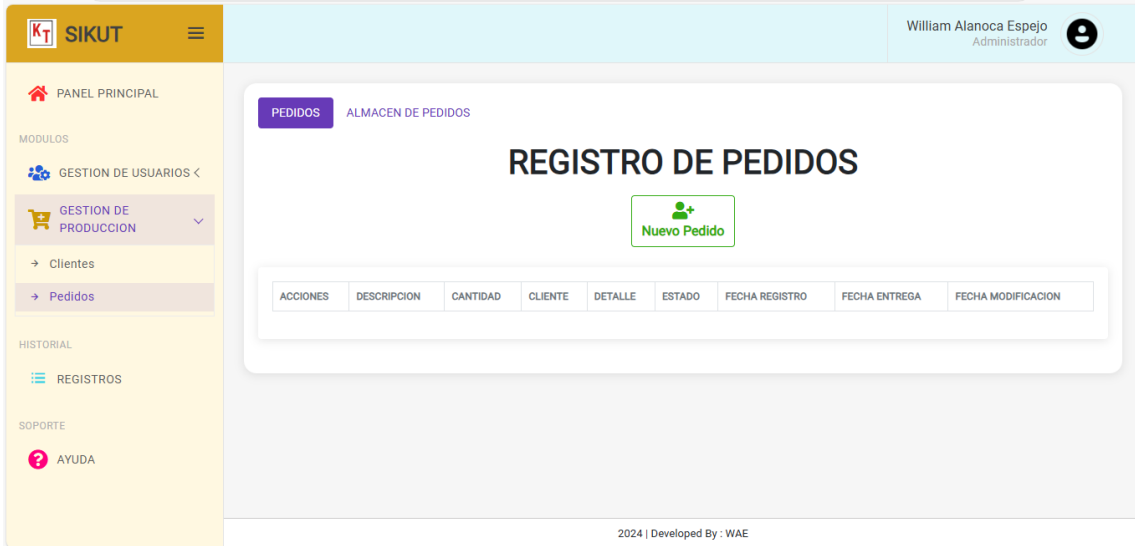 KT SIKUT
William Alanoca Espejo
Administrador
PANEL PRINCIPAL
MODULOS
GESTION DE USUARIOS
GESTION DE
PRODUCCION
Clientes
Pedidos
HISTORIAL
REGISTROS
SOPORTE
AYUDA
PEDIDOS ALMACEN DE PEDIDOS
REGISTRO DE PEDIDOS
Nuevo Pedido
ACCIONES DESCRIPCION CANTIDAD CLIENTE DETALLE ESTADO FECHA REGISTRO FECHA ENTREGA FECHA MODIFICACION
2024 | Developed By : WAE